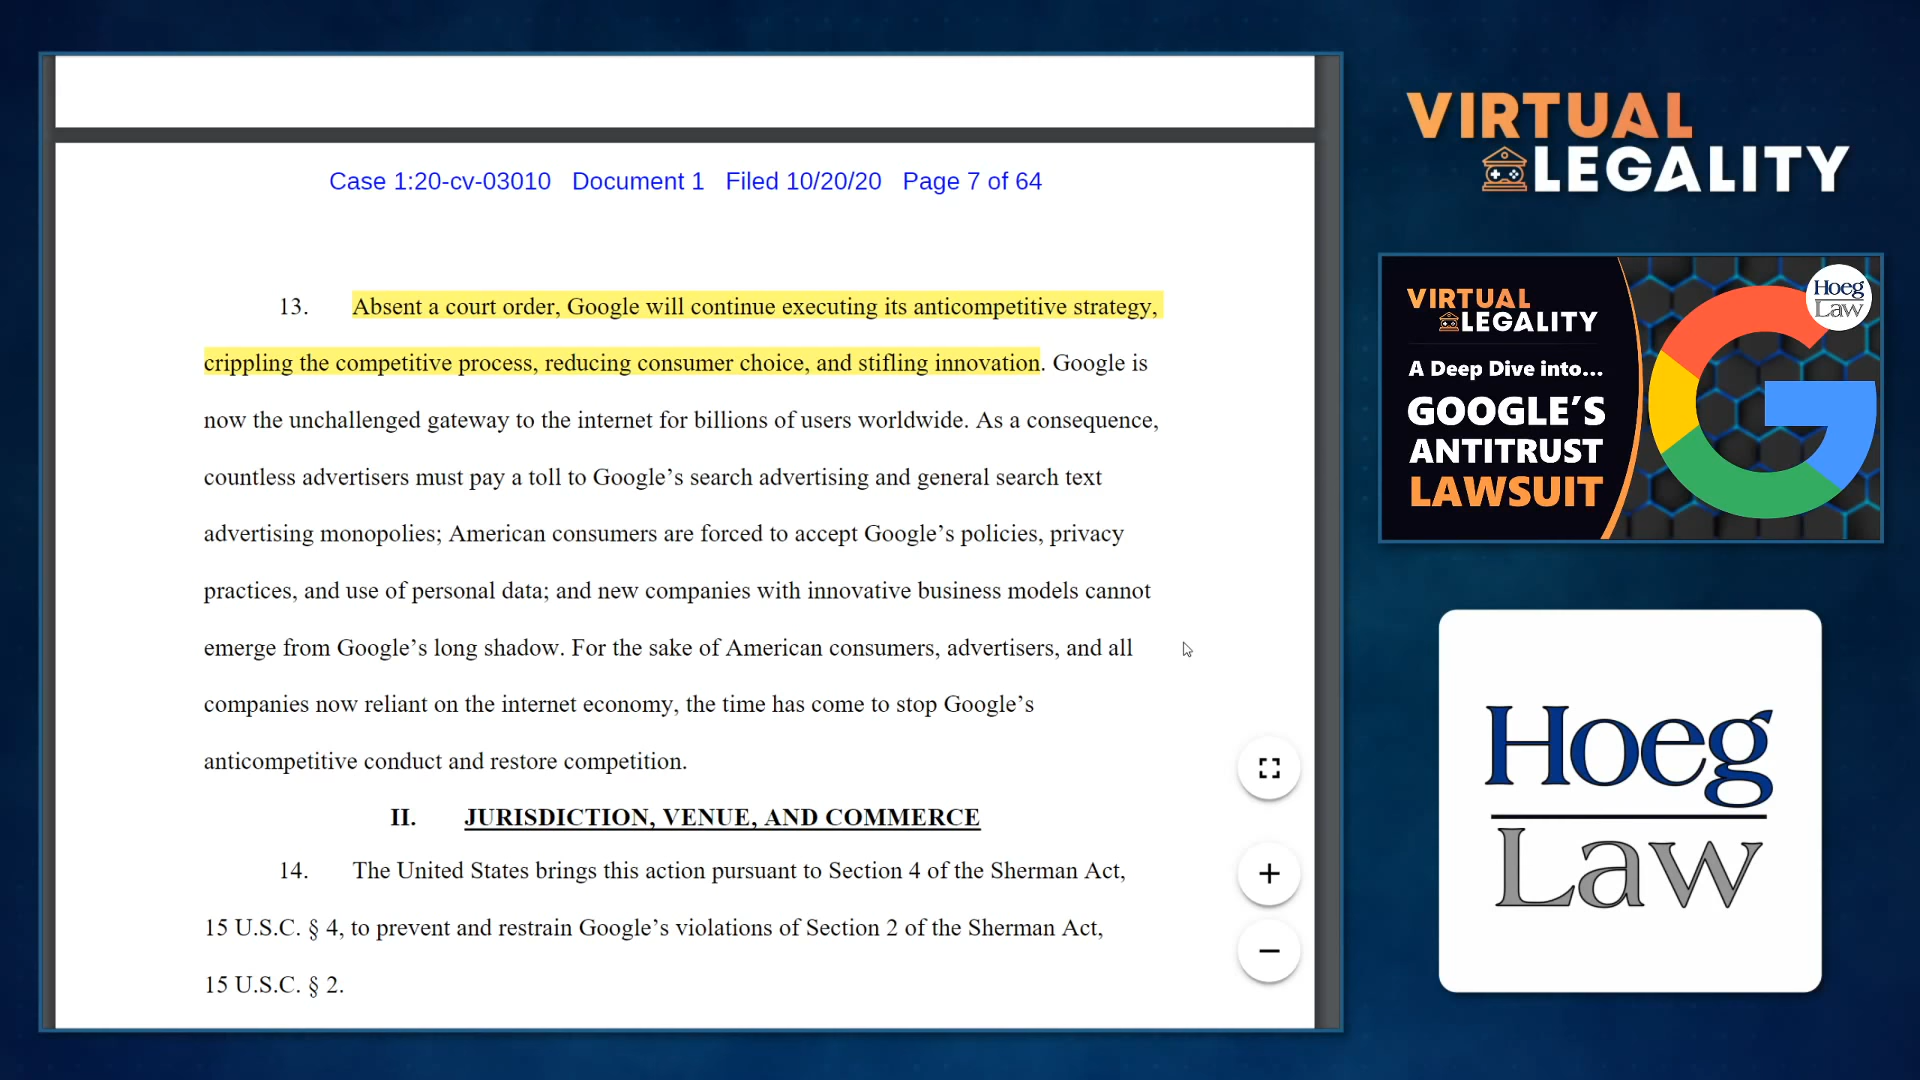 Case 1:20-cv-03010 Document 1 Filed 10/20/20 Page 7 of 64
13. Absent a court order, Google will continue executing its anticompetitive strategy,
crippling the competitive process, reducing consumer choice, and stifling innovation. Google is
now the unchallenged gateway to the internet for billions of users worldwide. As a consequence,
countless advertisers must pay a toll to Google’s search advertising and general search text
advertising monopolies; American consumers are forced to accept Google’s policies, privacy
practices, and use of personal data; and new companies with innovative business models cannot
emerge from Google’s long shadow. For the sake of American consumers, advertisers, and all
companies now reliant on the internet economy, the time has come to stop Google’s
anticompetitive conduct and restore competition.
II. JURISDICTION, VENUE, AND COMMERCE
14. The United States brings this action pursuant to Section 4 of the Sherman Act,
15 U.S.C. § 4, to prevent and restrain Google’s violations of Section 2 of the Sherman Act,
15 U.S.C. § 2.
VIRTUAL
LEGALITY
VIRTUAL
LEGALITY
A Deep Dive into...
GOOGLE’S
ANTITRUST
LAWSUIT
Hoeg
Law
Hoeg
Law